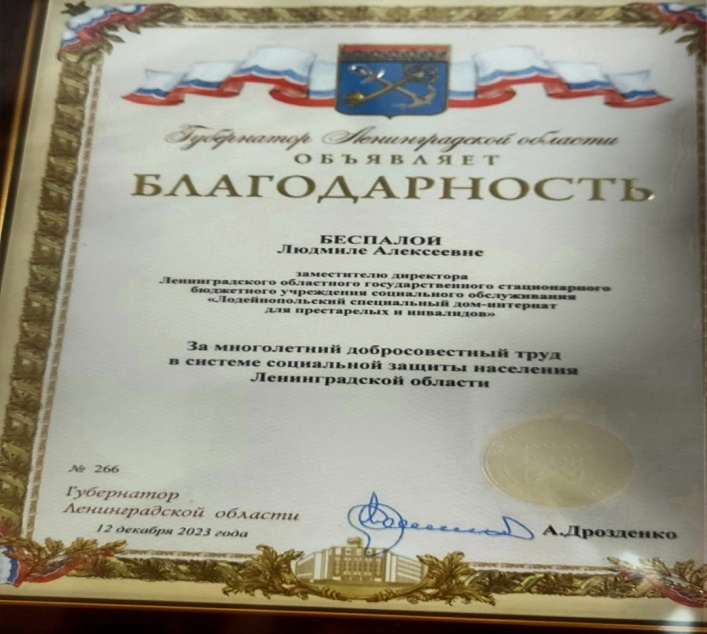 Губернатор Ленинградской области
ОБЪЯВЛЯЕТ
БЛАГОДАРНОСТЬ
БЕСПАЛОЙ
Людмиле Алексеевне
заместителю директора
Ленинградского областного государственного стационарного
бюджетного учреждения социального обслуживания
«Лодейнопольский специальный дом-интернат
для престарелых и инвалидов»
За многолетний добросовестный труд
в системе социальной защиты населения
Ленинградской области
№ 266
Губернатор
Ленинградской области
12 декабря 2023 года
А.Дрозденко